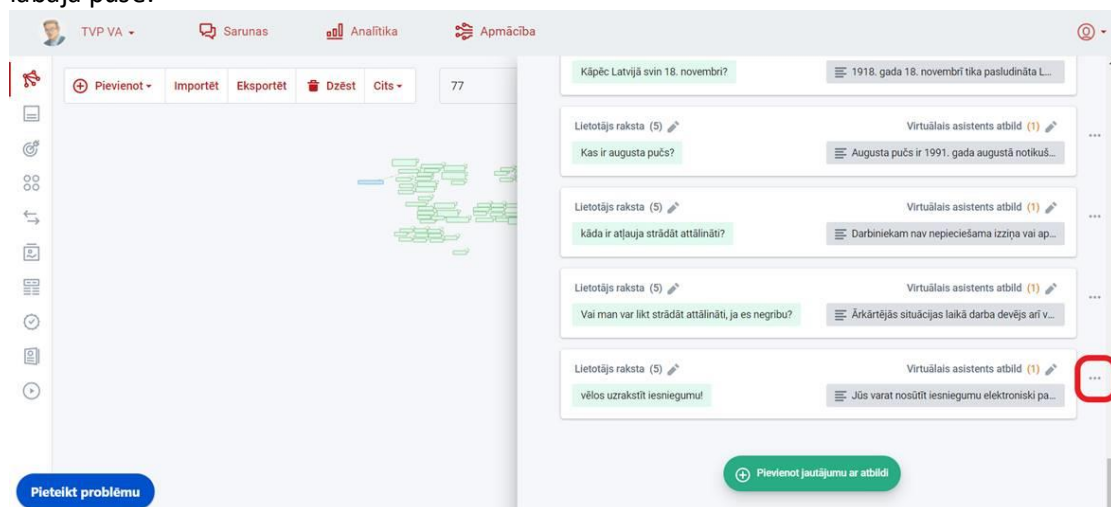 labajā pusē.
TVP VA Sarunas Analītika Apmācība
Pievienot Importēt Eksportēt Dzēst Cits 77
Kāpēc Latvijā svin 18. novembri? 1918. gada 18. novembrī tika pasludināta L...
Lietotājs raksta (5) Virtuālais asistents atbild (1)
Kas ir augusta pučs? Augusta pučs ir 1991. gada augustā notikuš...
Lietotājs raksta (5) Virtuālais asistents atbild (1)
kāda ir atļauja strādāt attālināti? Darbiniekam nav nepieciešama izziņa vai ap...
Lietotājs raksta (5) Virtuālais asistents atbild (1)
Vai man var likt strādāt attālināti, ja es negribu? Ārkārtējās situācijas laikā darba devējs arī v...
Lietotājs raksta (5) Virtuālais asistents atbild (1)
vēlos uzrakstīt iesniegumu! Jūs varat nosūtīt iesniegumu elektroniski pa...
Pievienot jautājumu ar atbildi
Pieteikt problēmu